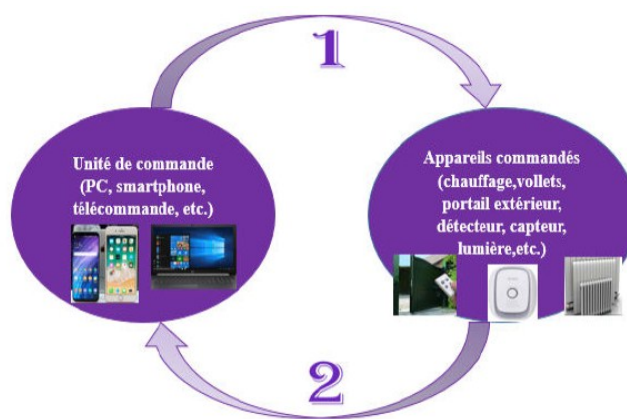 1
Unité de commande
(PC, smartphone,
télécommande, etc.)
Appareils commandés
(chauffage,vollets,
portail extérieur,
détecteur, capteur,
lumière,etc.)
2